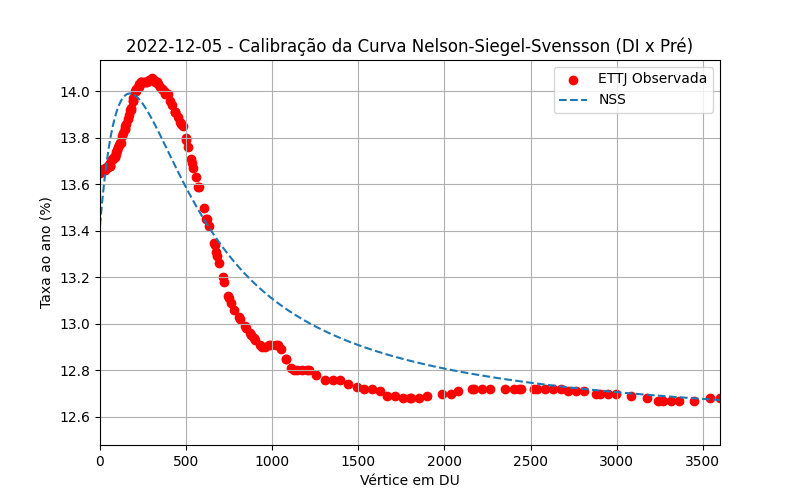 2022-12-05 - Calibração da Curva Nelson-Siegel-Svensson (DI x Pré)
ETTJ Observada
NSS
Taxa ao ano (%)
14.0
13.8
13.6
13.4
13.2
13.0
12.8
12.6
0 500 1000 1500 2000 2500 3000 3500
Vértice em DU